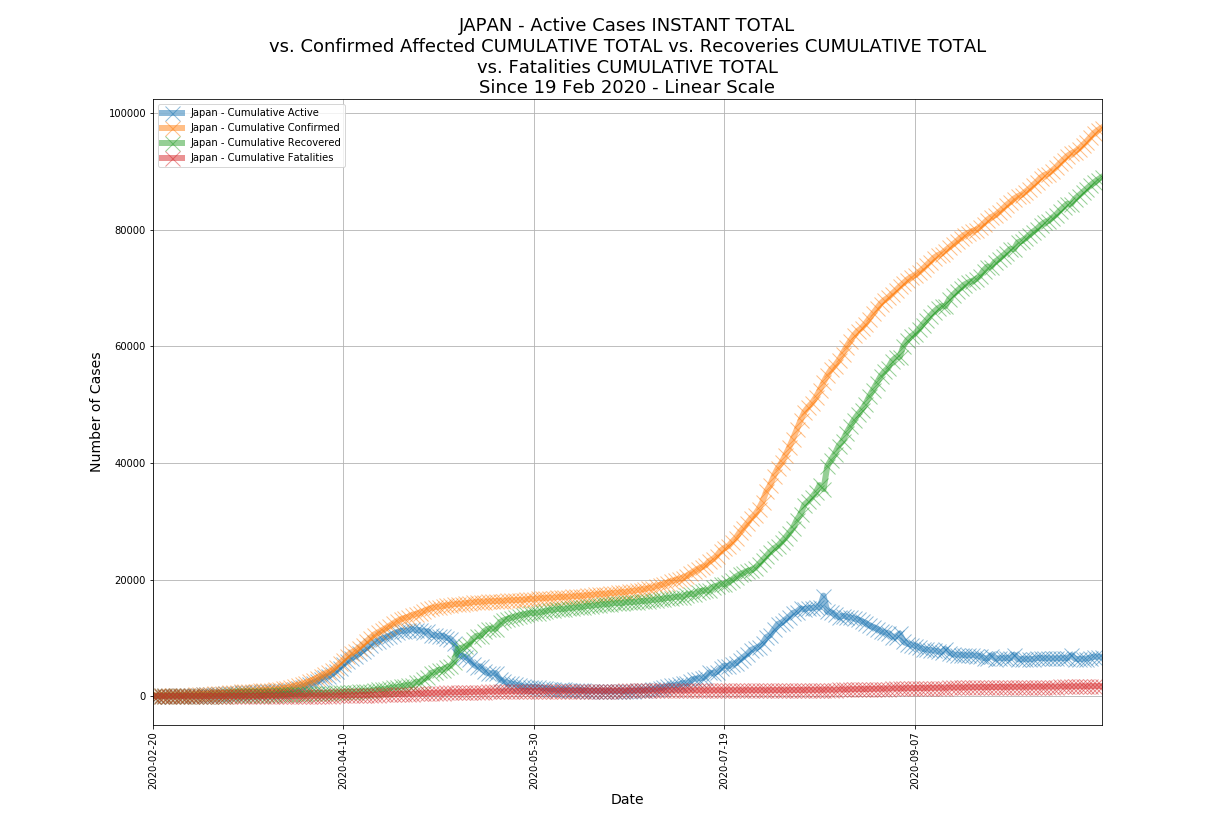 JAPAN - Active Cases INSTANT TOTAL
vs. Confirmed Affected CUMULATIVE TOTAL vs. Recoveries CUMULATIVE TOTAL
vs. Fatalities CUMULATIVE TOTAL
Since 19 Feb 2020 - Linear Scale
Japan - Cumulative Active
Japan - Cumulative Confirmed
Japan - Cumulative Recovered
Japan - Cumulative Fatalities
Number of Cases
100000
80000
60000
40000
20000
0
2020-02-20
2020-04-10
2020-05-30
2020-07-19
2020-09-07
Date